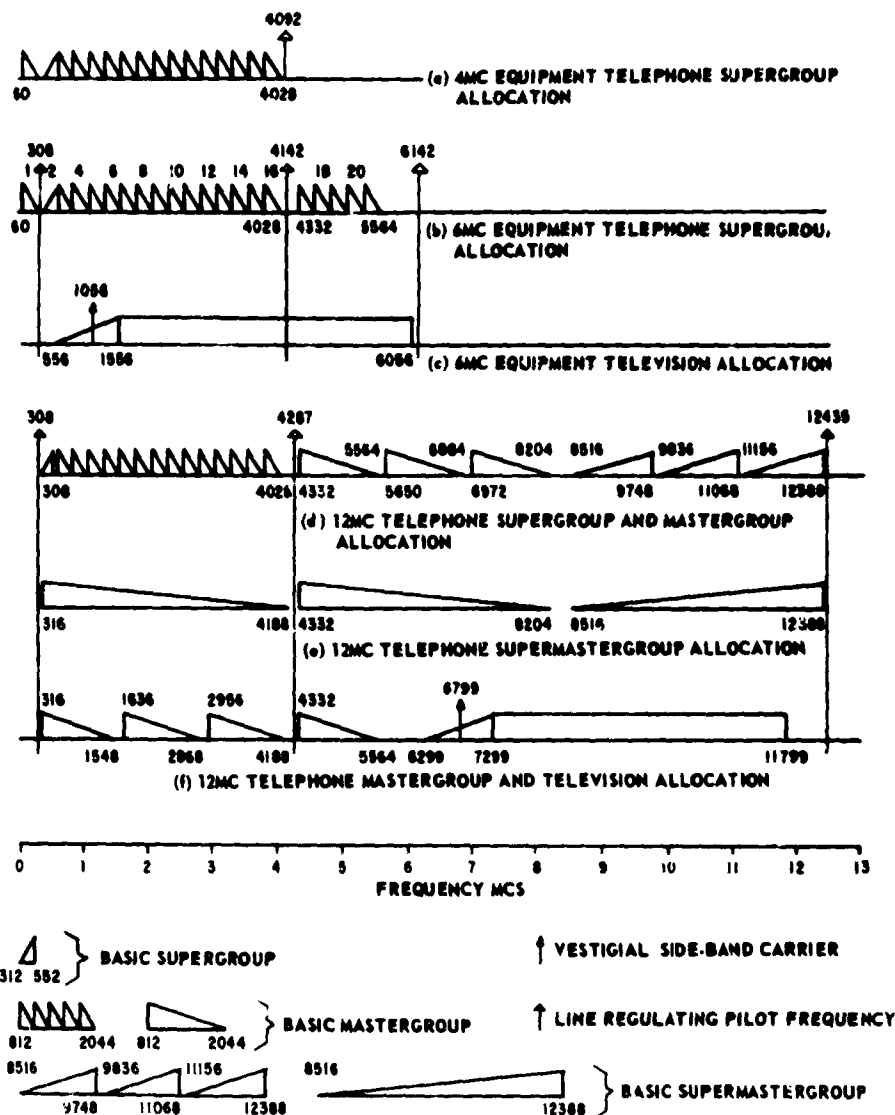 4092
60
4028
(a) 4MC EQUIPMENT TELEPHONE SUPERGROUP
ALLOCATION
308
4142
6142
1 2 4 6 8 10 12 14 16 18 20
60
4028
4332
5564
(b) 6MC EQUIPMENT TELEPHONE SUPERGROU
ALLOCATION
1056
556
1556
6056
(c) 6MC EQUIPMENT TELEVISION ALLOCATION
308
4287
12435
5564
6884
8204
8516
9836
11156
308
4028
4332
5650
6972
9748
11068
12388
(d) 12MC TELEPHONE SUPERGROUP AND MASTERGROUP
ALLOCATION
316
4188
4332
8204
8516
12388
(e) 12MC TELEPHONE SUPERMASTERGROUP ALLOCATION
316
1636
2956
4332
6799
1548
2868
4188
5564
6299
7299
11799
(f) 12MC TELEPHONE MASTERGROUP AND TELEVISION ALLOCATION
0 1 2 3 4 5 6 7 8 9 10 11 12 13
FREQUENCY MCS
312 552
BASIC SUPERGROUP
VESTIGIAL SIDE-BAND CARRIER
812 2044
812 2044
BASIC MASTERGROUP
LINE REGULATING PILOT FREQUENCY
8516 9836 11156
8516
9748 11068 12388
12388
BASIC SUPERMASTERGROUP